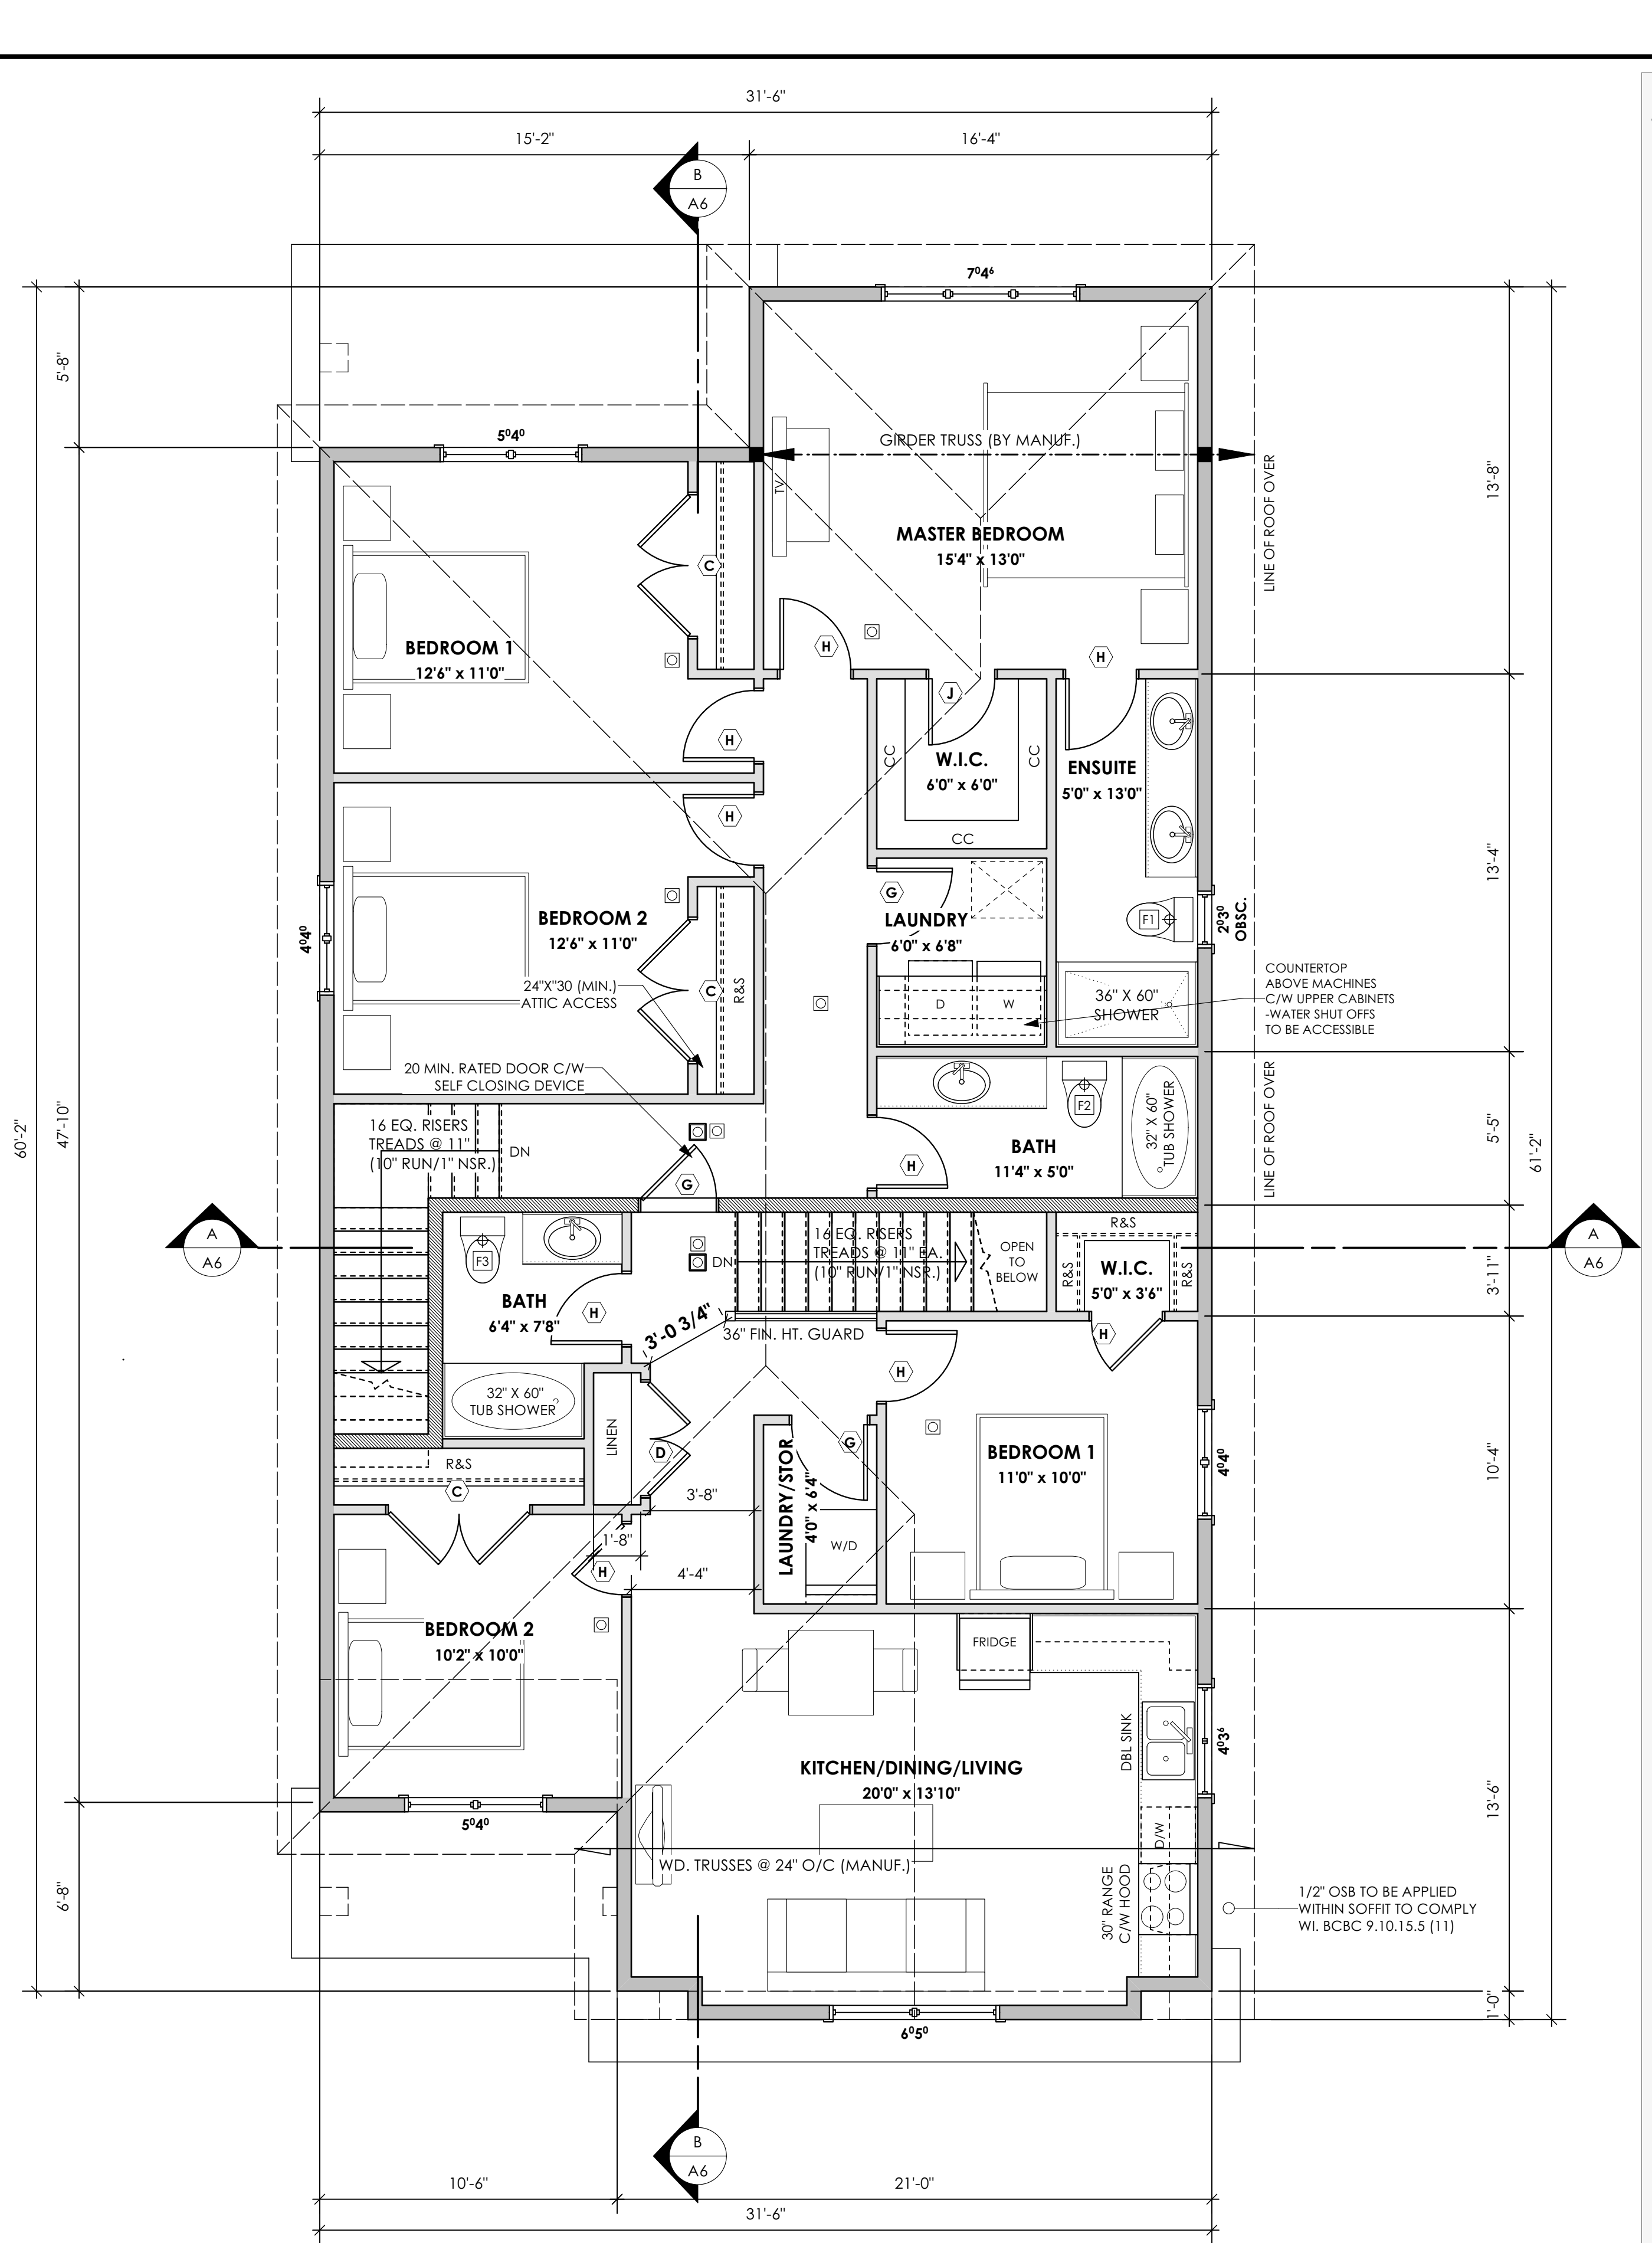 31'-6"
15'-2"
16'-4"
B
A6
7⁰4⁶
5'-8"
5⁰4⁰
GIRDER TRUSS (BY MANUF.)
TV
LINE OF ROOF OVER
13'-8"
MASTER BEDROOM
15'4" x 13'0"
C
BEDROOM 1
12'6" x 11'0"
H
H
J
H
CC
W.I.C.
6'0" x 6'0"
CC
CC
ENSUITE
5'0" x 13'0"
H
13'-4"
G
LAUNDRY
6'0" x 6'8"
F1
2⁰3⁰
OBSC.
BEDROOM 2
12'6" x 11'0"
4⁰4⁰
24"X"30 (MIN.)
ATTIC ACCESS
C
R&S
D
W
36" X 60"
SHOWER
COUNTERTOP
ABOVE MACHINES
C/W UPPER CABINETS
-WATER SHUT OFFS
TO BE ACCESSIBLE
20 MIN. RATED DOOR C/W
SELF CLOSING DEVICE
60'-2"
47'-10"
16 EQ. RISERS
TREADS @ 11"
(10" RUN/1" NSR.)
DN
G
F2
BATH
11'4" x 5'0"
H
32" X 60"
TUB SHOWER
LINE OF ROOF OVER
5'-5"
61'-2"
A
A6
F3
BATH
6'4" x 7'8"
H
DN
16 EQ. RISERS
TREADS @ 11" EA.
(10" RUN/1" NSR.)
OPEN
TO
BELOW
R&S
R&S
W.I.C.
5'0" x 3'6"
R&S
H
A
A6
3'-11"
3'-0 3/4"
36" FIN. HT. GUARD
H
32" X 60"
TUB SHOWER
LINEN
D
R&S
C
G
LAUNDRY/STOR
4'0" x 6'4"
W/D
BEDROOM 1
11'0" x 10'0"
4⁰4⁰
10'-4"
3'-8"
1'-8"
H
4'-4"
BEDROOM 2
10'2" x 10'0"
FRIDGE
DBL SINK
4⁰3⁶
KITCHEN/DINING/LIVING
20'0" x 13'10"
13'-6"
5⁰4⁰
D/W
WD. TRUSSES @ 24" O/C (MANUF.)
30" RANGE
C/W HOOD
6'-8"
1/2" OSB TO BE APPLIED
WITHIN SOFFIT TO COMPLY
WI. BCBC 9.10.15.5 (11)
1'-0"
6⁰5⁰
B
A6
10'-6"
21'-0"
31'-6"